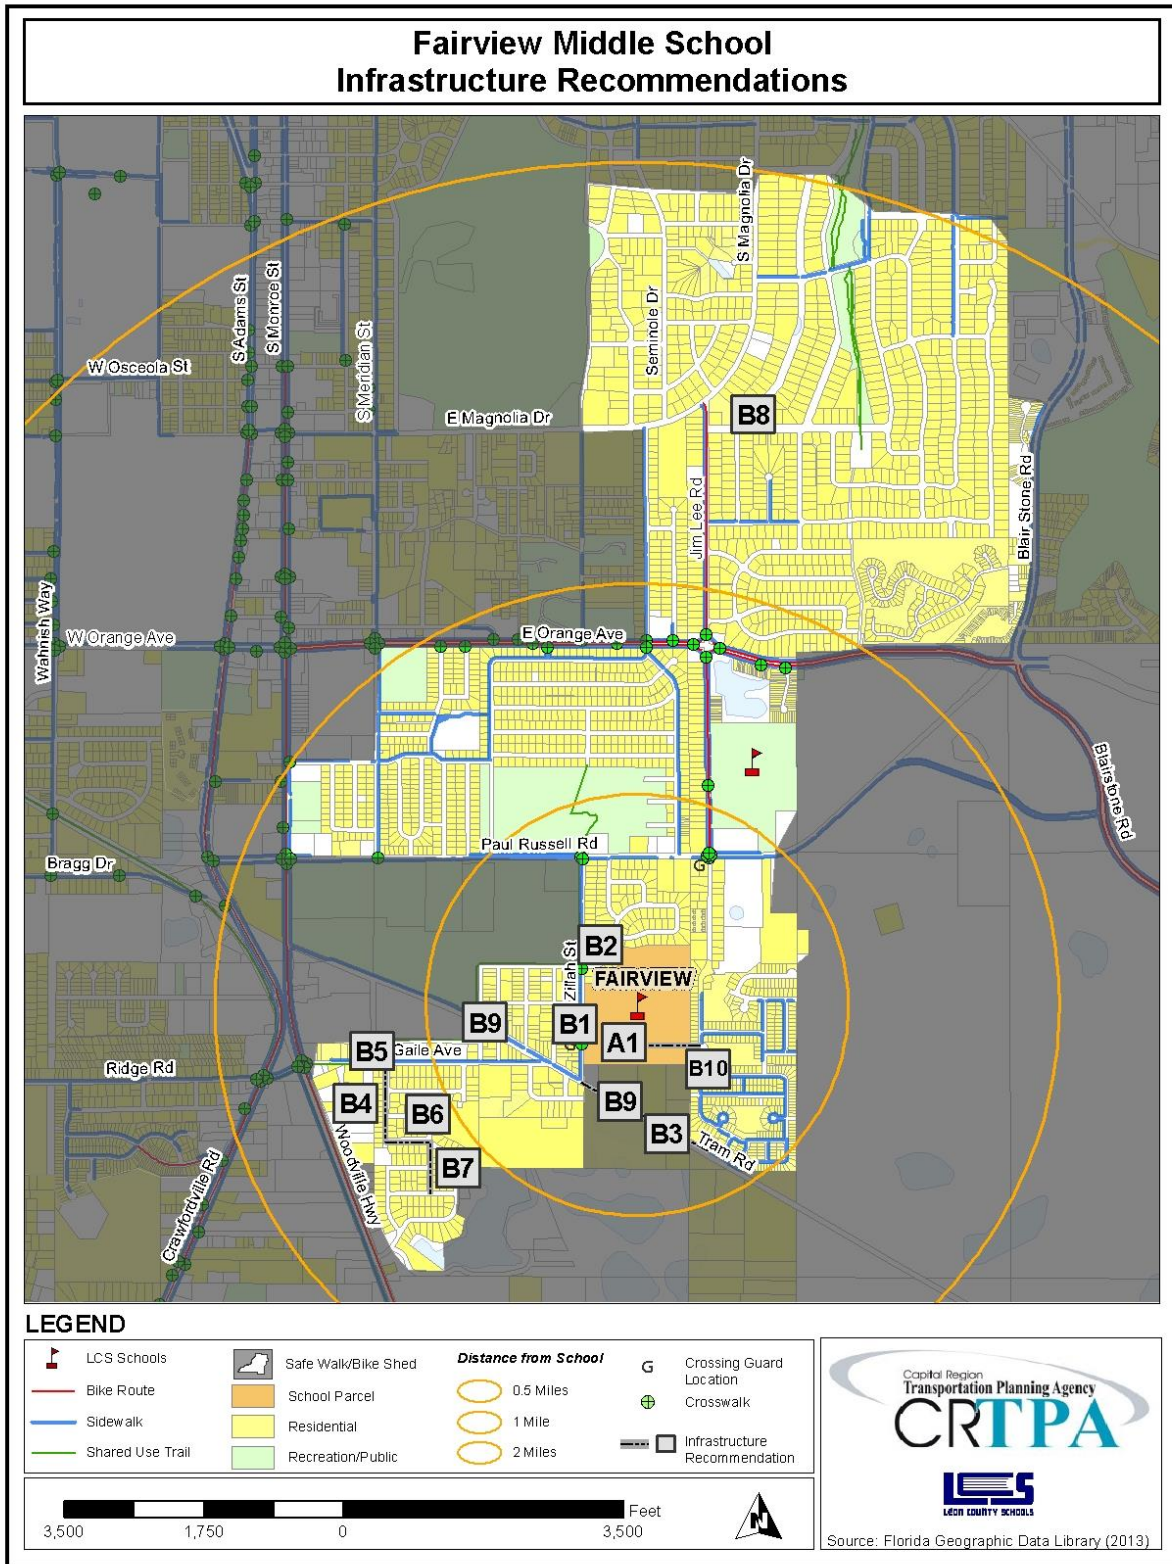 Fairview Middle School
Infrastructure Recommendations
S Magnolia Dr
S Adams St
S Monroe St
Seminole Dr
S Meridian St
W Osceola St
E Magnolia Dr
B8
Jim Lee Rd
Blair Stone Rd
Wahnish Way
W Orange Ave
E Orange Ave
Blairstone Rd
Paul Russell Rd
Bragg Dr
G
Zillah St
B2
FAIRVIEW
B9
B1
G
A1
B5
Gaile Ave
B10
Ridge Rd
B4
B6
B9
B3
Tram Rd
Woodville Hwy
B7
Crawfordville Rd
LEGEND
LCS Schools
Bike Route
Sidewalk
Shared Use Trail
Safe Walk/Bike Shed
School Parcel
Residential
Recreation/Public
Distance from School
0.5 Miles
1 Mile
2 Miles
G
Crossing Guard
Location
Crosswalk
Infrastructure
Recommendation
3,500
1,750
0
3,500
Feet
N
Capital Region
Transportation Planning Agency
CRTPA
LCS
LEON COUNTY SCHOOLS
Source: Florida Geographic Data Library (2013)